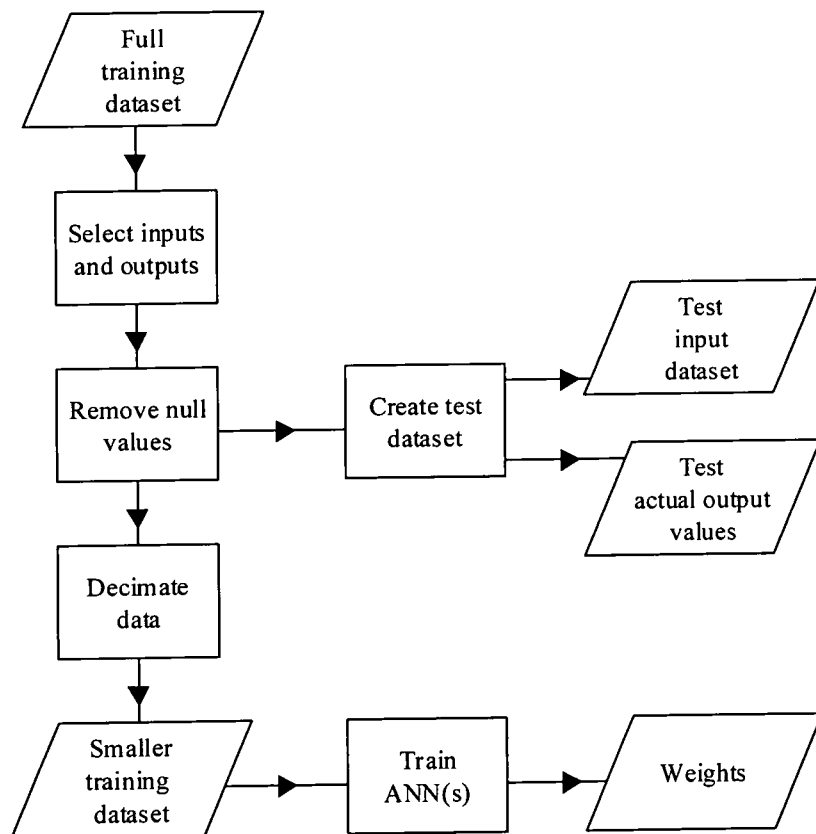 Full
training
dataset
Select inputs
and outputs
Remove null
values
Create test
dataset
Test
input
dataset
Test
actual output
values
Decimate
data
Smaller
training
dataset
Train
ANN(s)
Weights